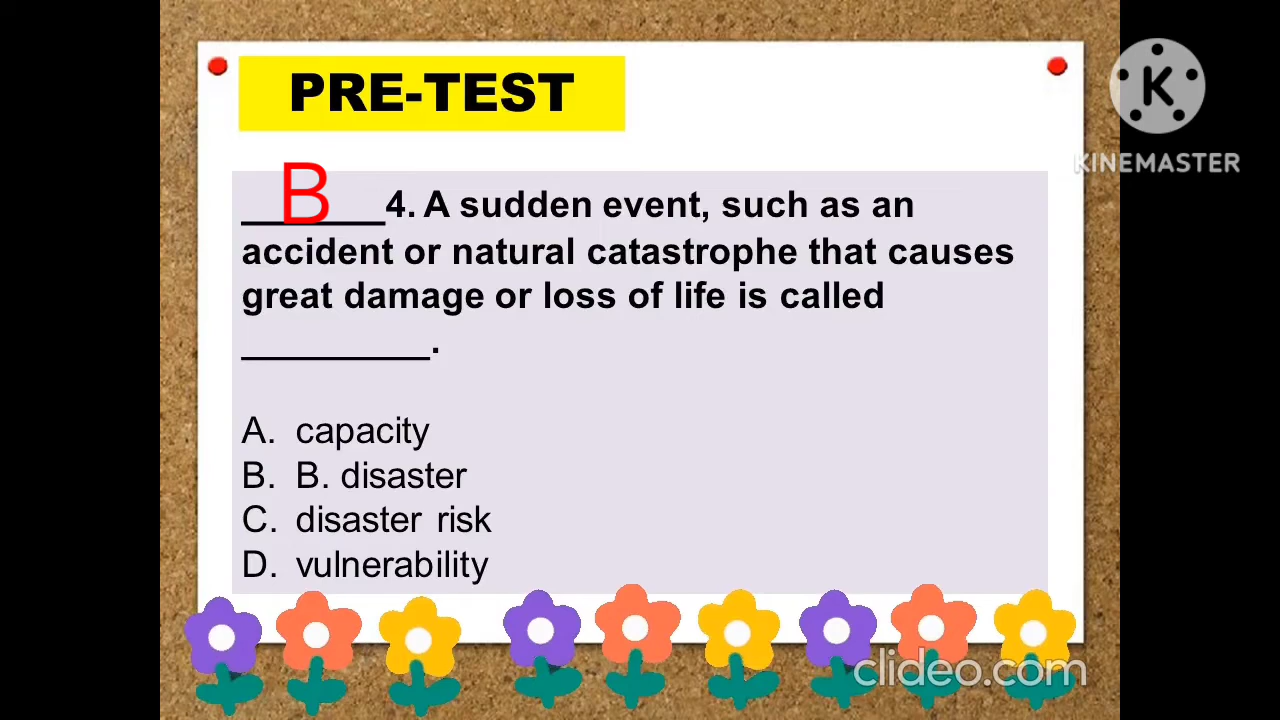 PRE-TEST
K
KINEMASTER
B
_______4. A sudden event, such as an
accident or natural catastrophe that causes
great damage or loss of life is called
_________.
A. capacity
B. B. disaster
C. disaster risk
D. vulnerability
clideo.com